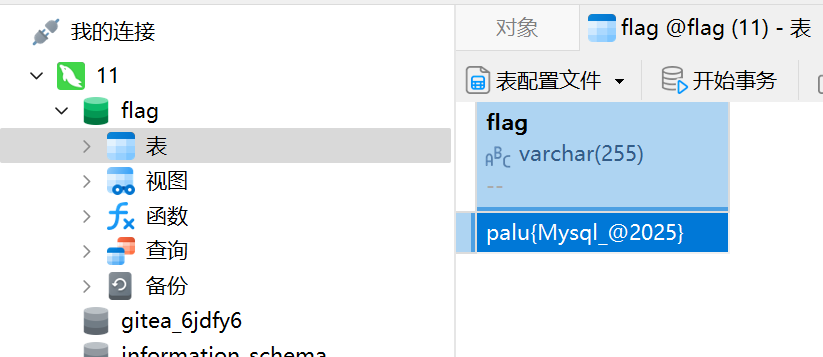 我的连接
11
flag
表
视图
函数
查询
备份
gitea_6jdfy6
information_schema
对象
flag @flag (11) - 表
表配置文件
开始事务
flag
ABC varchar(255)
--
palu{Mysql_@2025}